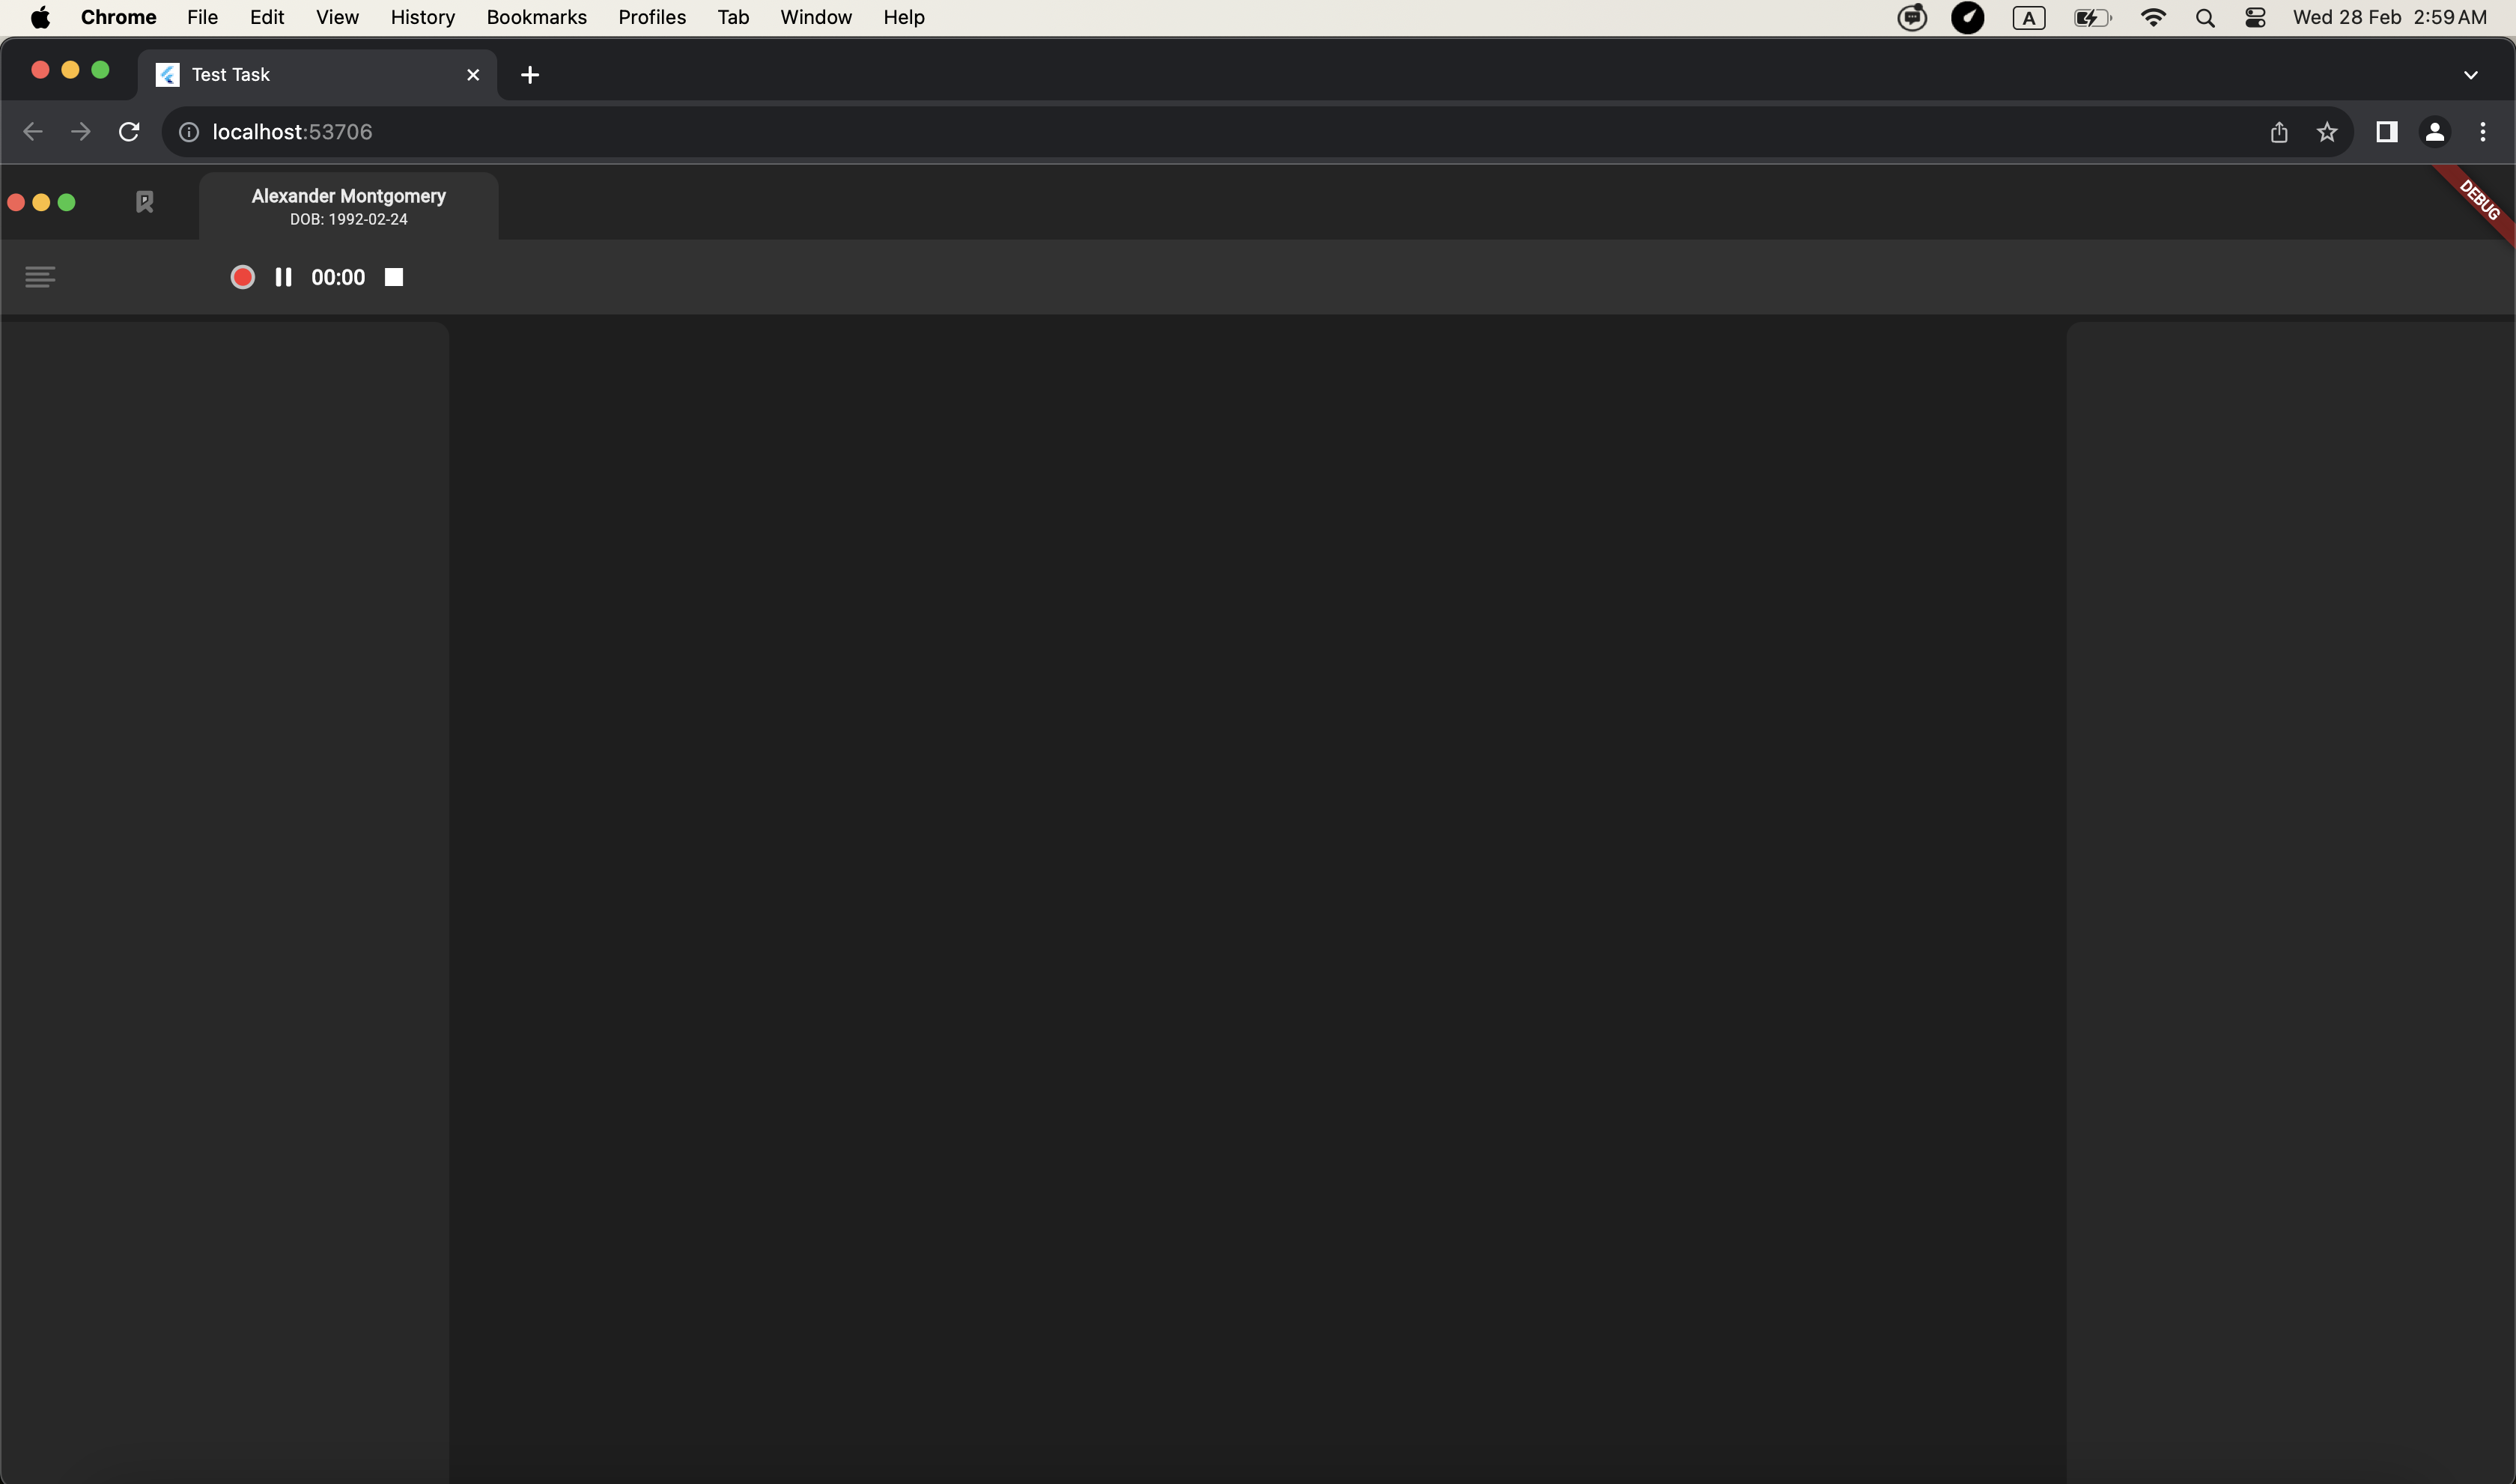 Chrome File Edit View History Bookmarks Profiles Tab Window Help A Wed 28 Feb 2:59 AM
Test Task
localhost:53706
Alexander Montgomery
DOB: 1992-02-24
DEBUG
00:00